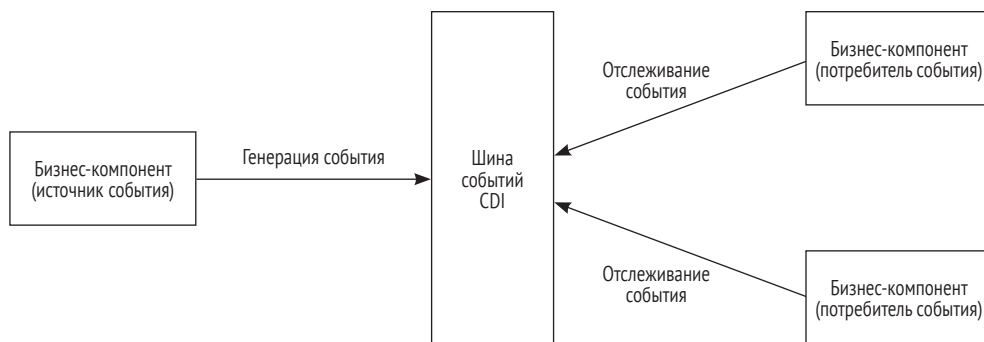 Бизнес-компонент
(источник события)
Генерация события
Шина
событий
CDI
Отслеживание
события
Бизнес-компонент
(потребитель события)
Отслеживание
события
Бизнес-компонент
(потребитель события)